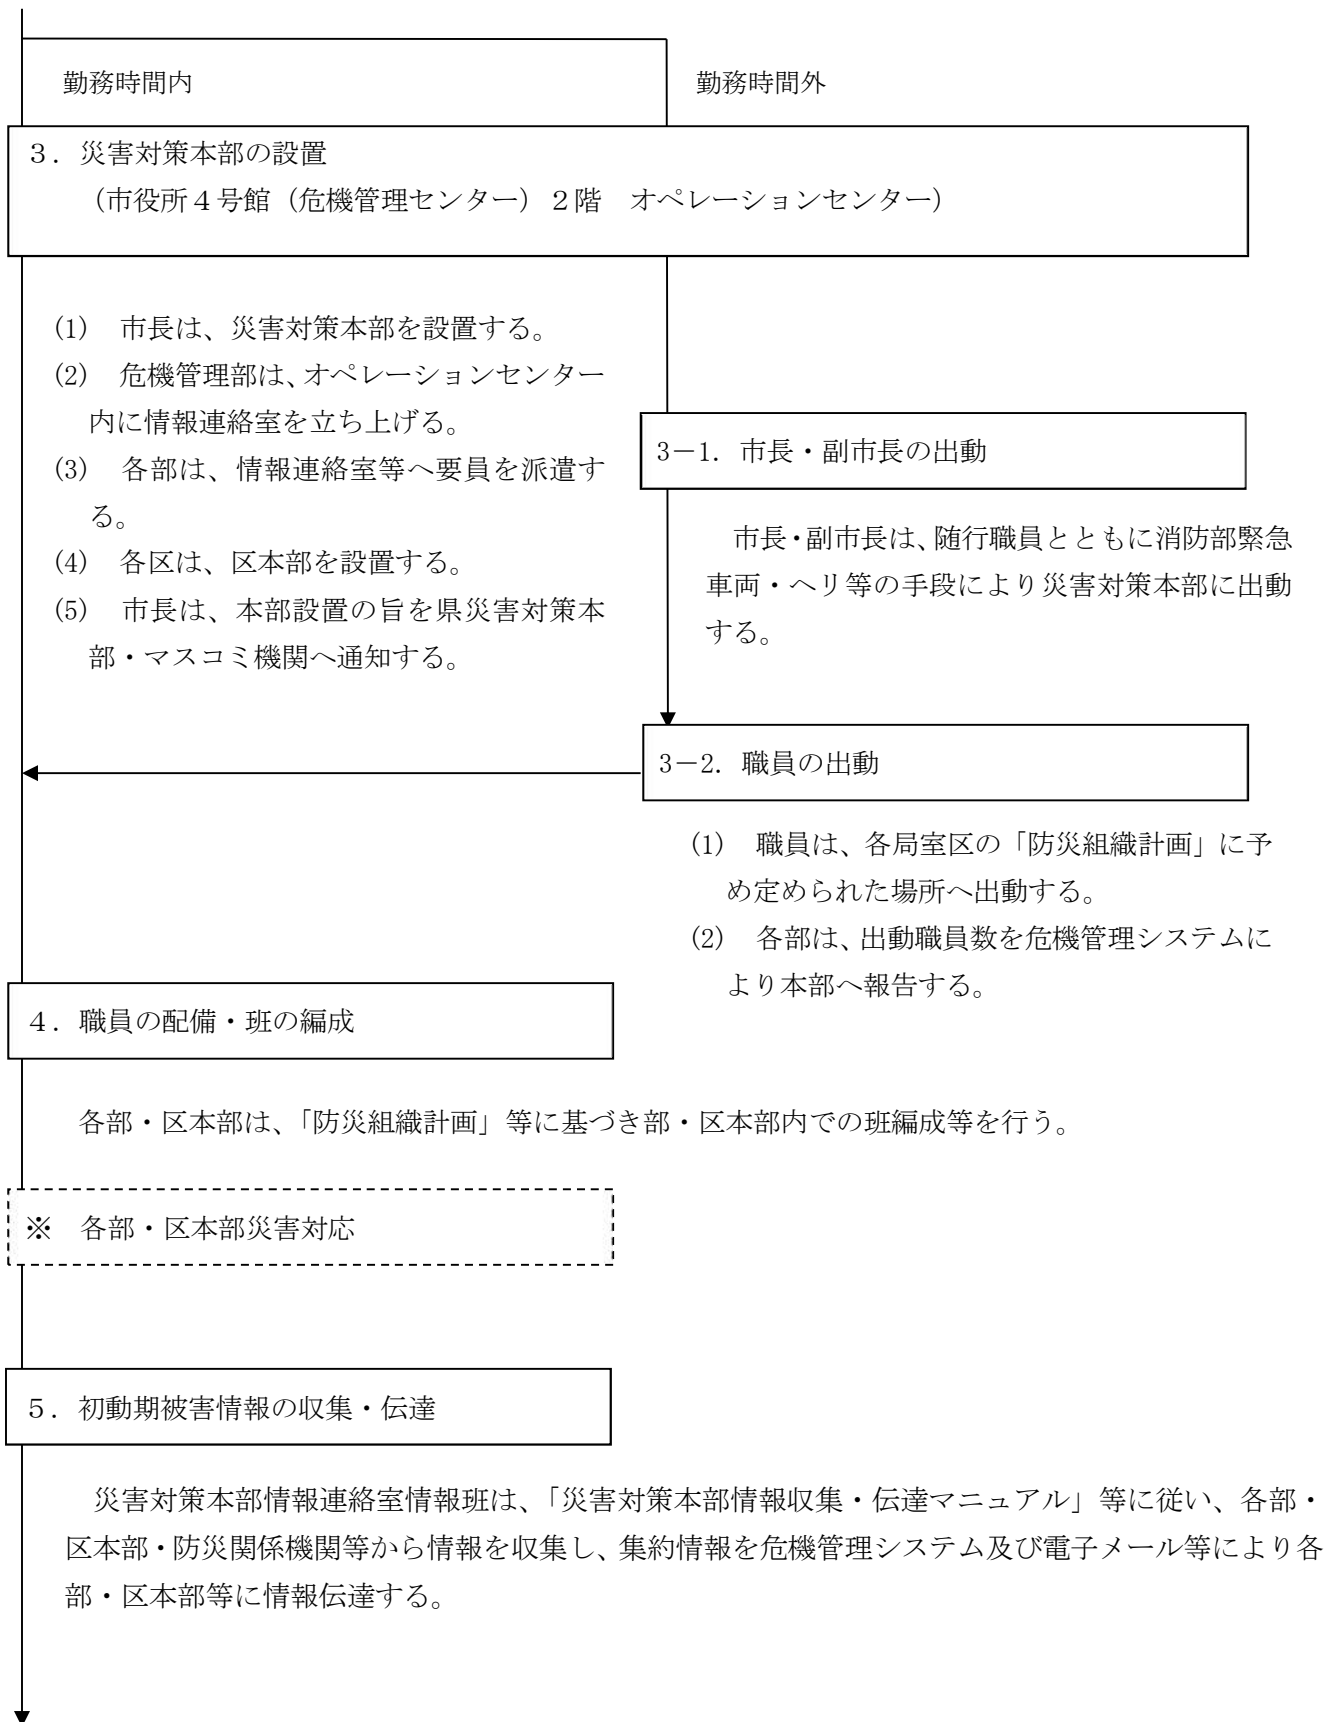 勤務時間内
勤務時間外
３．災害対策本部の設置
（市役所４号館（危機管理センター）２階　オペレーションセンター）
(1)　市長は、災害対策本部を設置する。
(2)　危機管理部は、オペレーションセンター
内に情報連絡室を立ち上げる。
(3)　各部は、情報連絡室等へ要員を派遣す
る。
(4)　各区は、区本部を設置する。
(5)　市長は、本部設置の旨を県災害対策本
部・マスコミ機関へ通知する。
3－1．市長・副市長の出動
市長・副市長は、随行職員とともに消防部緊急
車両・ヘリ等の手段により災害対策本部に出動
する。
3－2．職員の出動
(1)　職員は、各局室区の「防災組織計画」に予
め定められた場所へ出動する。
(2)　各部は、出動職員数を危機管理システムに
より本部へ報告する。
４．職員の配備・班の編成
各部・区本部は、「防災組織計画」等に基づき部・区本部内での班編成等を行う。
※　各部・区本部災害対応
５．初動期被害情報の収集・伝達
災害対策本部情報連絡室情報班は、「災害対策本部情報収集・伝達マニュアル」等に従い、各部・
区本部・防災関係機関等から情報を収集し、集約情報を危機管理システム及び電子メール等により各
部・区本部等に情報伝達する。